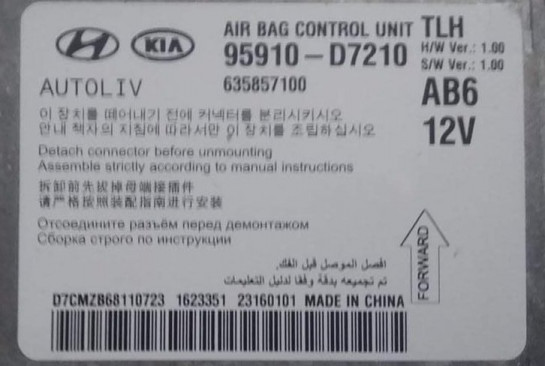 KIA
AIR BAG CONTROL UNIT TLH
95910-D7210
H/W Ver.: 1.00
S/W Ver.: 1.00
AUTOLIV
635857100
AB6
12V
이 장치를 떼어내기 전에 커넥터를 분리시키시오
안내 책자의 지침에 따라서만 이 장치를 조립하십시오
Detach connector before unmounting
Assemble strictly according to manual instructions
拆卸前先拔掉母端接插件
请严格按照装配指南进行安装
Отсоедините разъём перед демонтажом
Сборка строго по инструкции
FORWARD
افصل الموصل قبل الفك.
تم تجميعه بدقة وفقا لدليل التعليمات
D7CMZB68110723 1623351 23160101 MADE IN CHINA